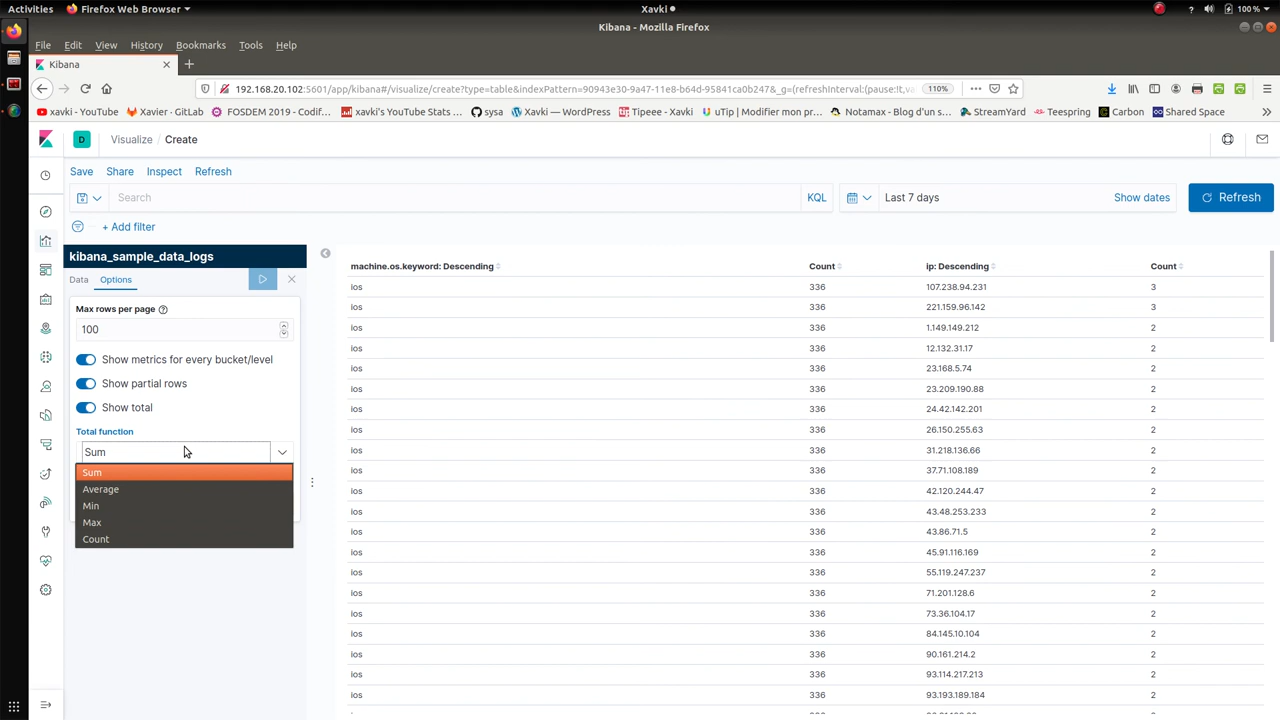 Activities
Firefox Web Browser
Xavki
100%
Kibana - Mozilla Firefox
File Edit View History Bookmarks Tools Help
Kibana
192.168.20.102:5601/app/kibana#/visualize/create?type=table&indexPattern=90943e30-9a47-11e8-b64d-95841ca0b247&_g=(refreshInterval:(pause:!t,va
110%
xavki - YouTube
Xavier - GitLab
FOSDEM 2019 - Codif...
xavki's YouTube Stats ...
sysa
Xavki — WordPress
Tipeee - Xavki
uTip | Modifier mon pr...
Notamax - Blog d'un s...
StreamYard
Teespring
Carbon
Shared Space
D
Visualize / Create
Save Share Inspect Refresh
Search
KQL
Last 7 days
Show dates
Refresh
+ Add filter
kibana_sample_data_logs
Data Options
Max rows per page
100
Show metrics for every bucket/level
Show partial rows
Show total
Total function
Sum
Sum
Average
Min
Max
Count
machine.os.keyword: Descending Count ip: Descending Count
ios 336 107.238.94.231 3
ios 336 221.159.96.142 3
ios 336 1.149.149.212 2
ios 336 12.132.31.17 2
ios 336 23.168.5.74 2
ios 336 23.209.190.88 2
ios 336 24.42.142.201 2
ios 336 26.150.255.63 2
ios 336 31.218.136.66 2
ios 336 37.71.108.189 2
ios 336 42.120.244.47 2
ios 336 43.48.253.233 2
ios 336 43.86.71.5 2
ios 336 45.91.116.169 2
ios 336 55.119.247.237 2
ios 336 71.201.128.6 2
ios 336 73.36.104.17 2
ios 336 84.145.10.104 2
ios 336 90.161.214.2 2
ios 336 93.114.217.213 2
ios 336 93.193.189.184 2